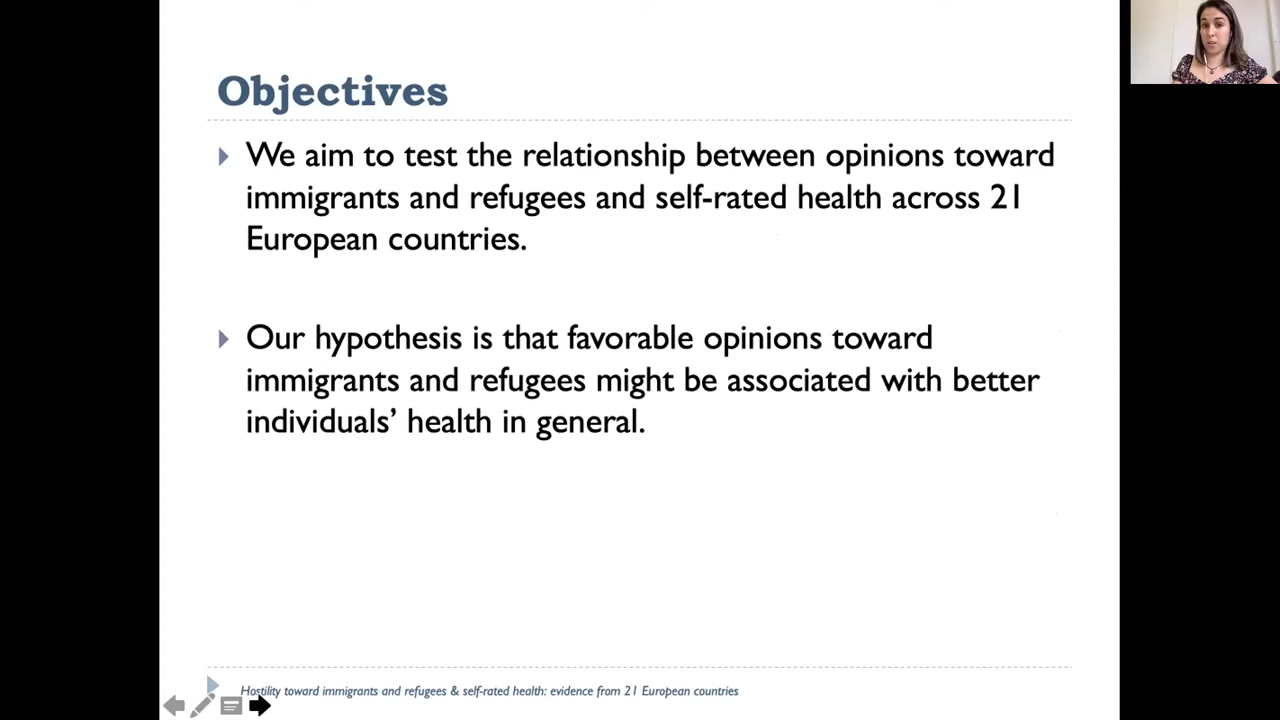 Objectives
We aim to test the relationship between opinions toward
immigrants and refugees and self-rated health across 21
European countries.
Our hypothesis is that favorable opinions toward
immigrants and refugees might be associated with better
individuals’ health in general.
Hostility toward immigrants and refugees & self-rated health: evidence from 21 European countries